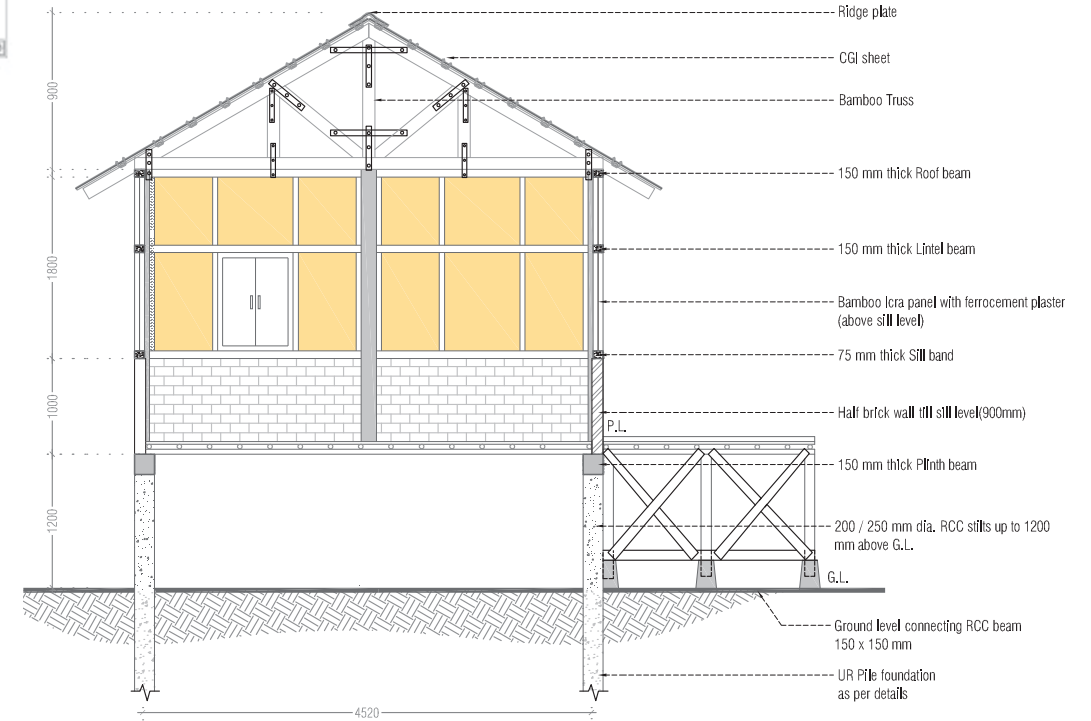 Ridge plate
CGI sheet
900
Bamboo Truss
150 mm thick Roof beam
150 mm thick Lintel beam
1800
Bamboo Icra panel with ferrocement plaster
(above sill level)
75 mm thick Sill band
1000
Half brick wall till sill level(900mm)
P.L.
150 mm thick Plinth beam
1200
200 / 250 mm dia. RCC stilts up to 1200
mm above G.L.
G.L.
Ground level connecting RCC beam
150 x 150 mm
UR Pile foundation
as per details
4520